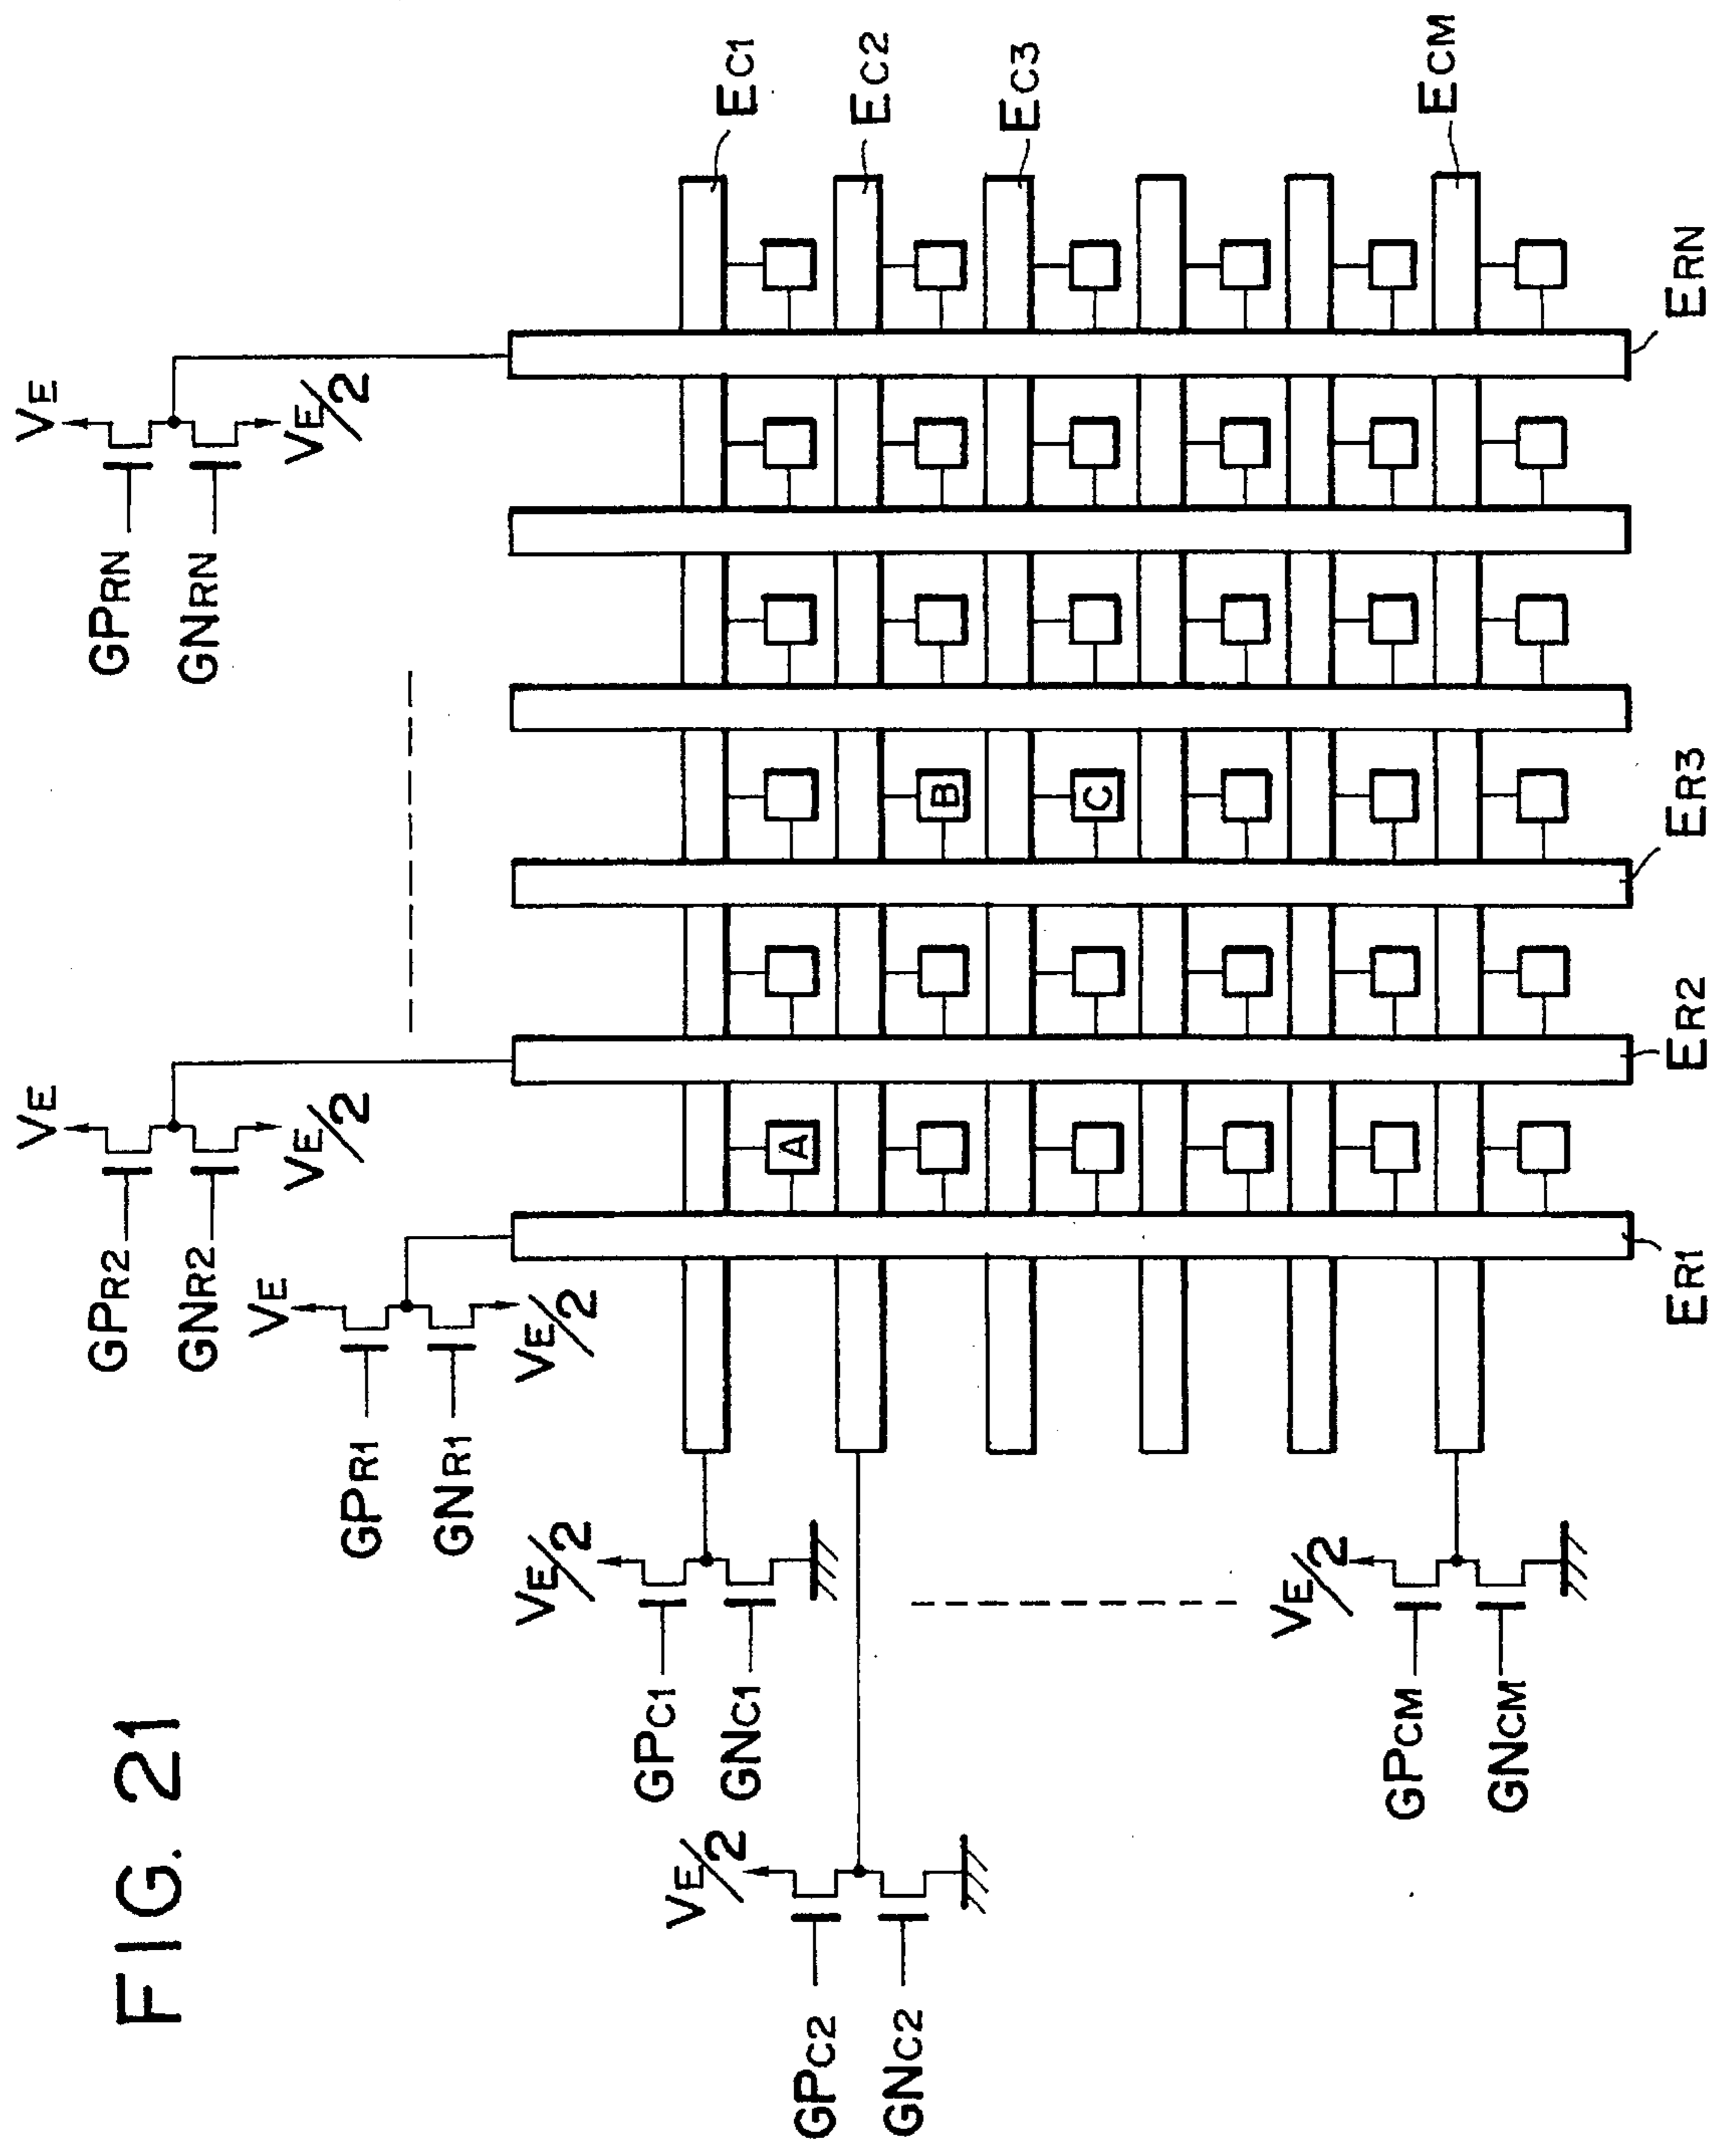 FIG. 21
VE
GPRN
GNRN
VE/2
VE
GPR2
GNR2
VE/2
VE
GPR1
GNR1
VE/2
VE/2
GPC1
GNC1
VE/2
GPC2
GNC2
VE/2
GPCM
GNCM
EC1
EC2
EC3
ECM
A
B
C
ER1
ER2
ER3
ERN